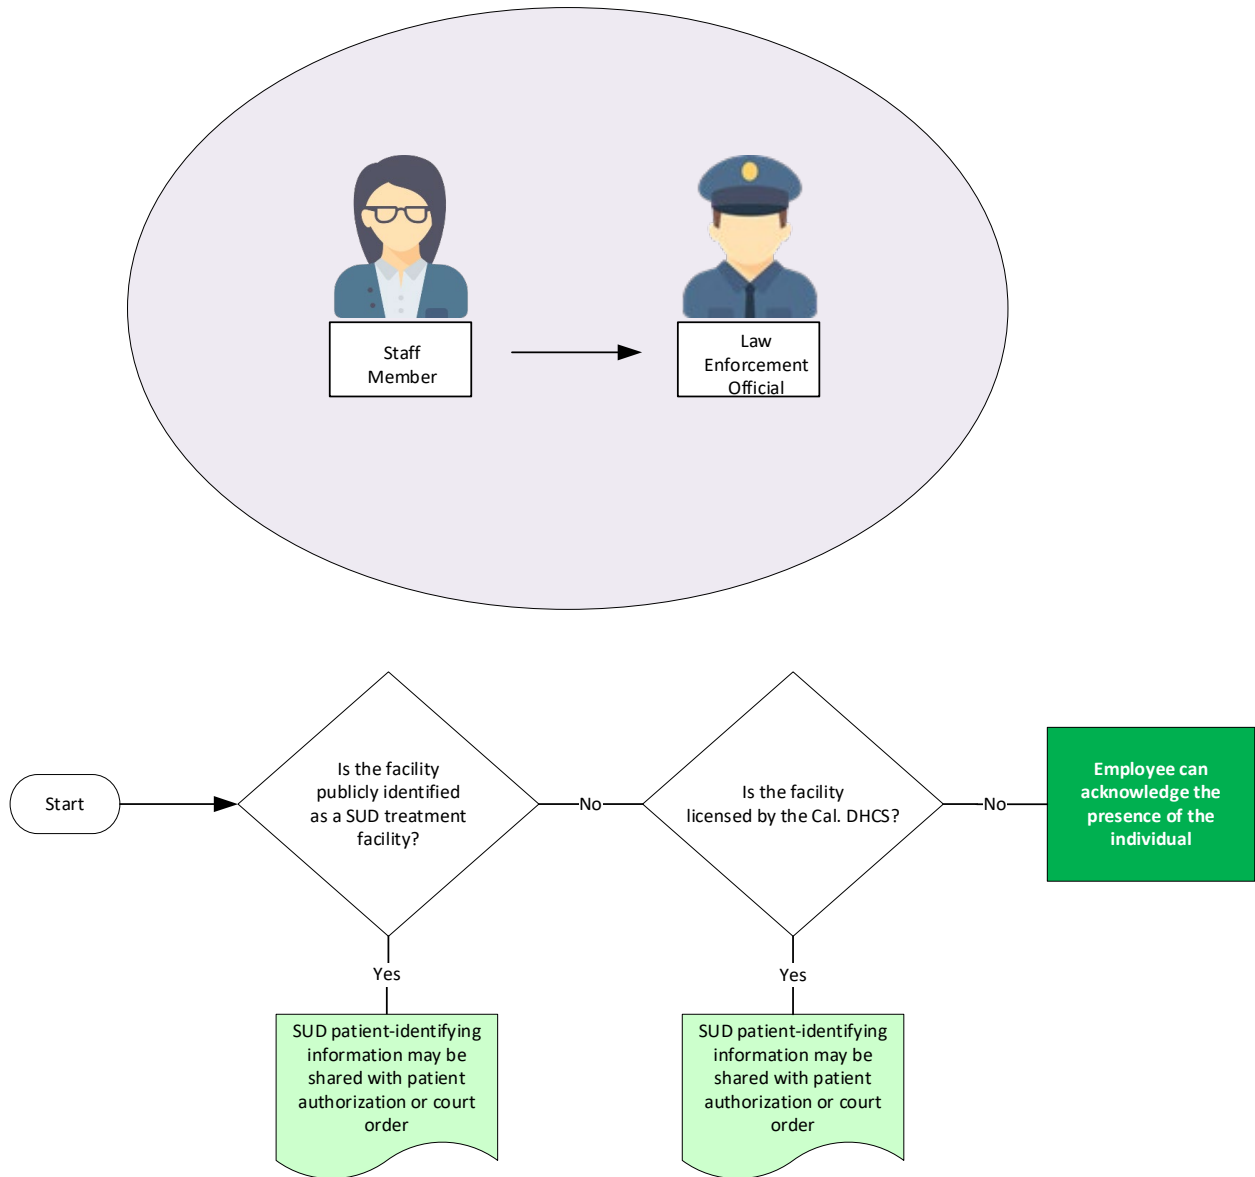 Staff
Member
Law
Enforcement
Official
Start
Is the facility
publicly identified
as a SUD treatment
facility?
No
Is the facility
licensed by the Cal. DHCS?
No
Employee can
acknowledge the
presence of the
individual
Yes
Yes
SUD patient-identifying
information may be
shared with patient
authorization or court
order
SUD patient-identifying
information may be
shared with patient
authorization or court
order